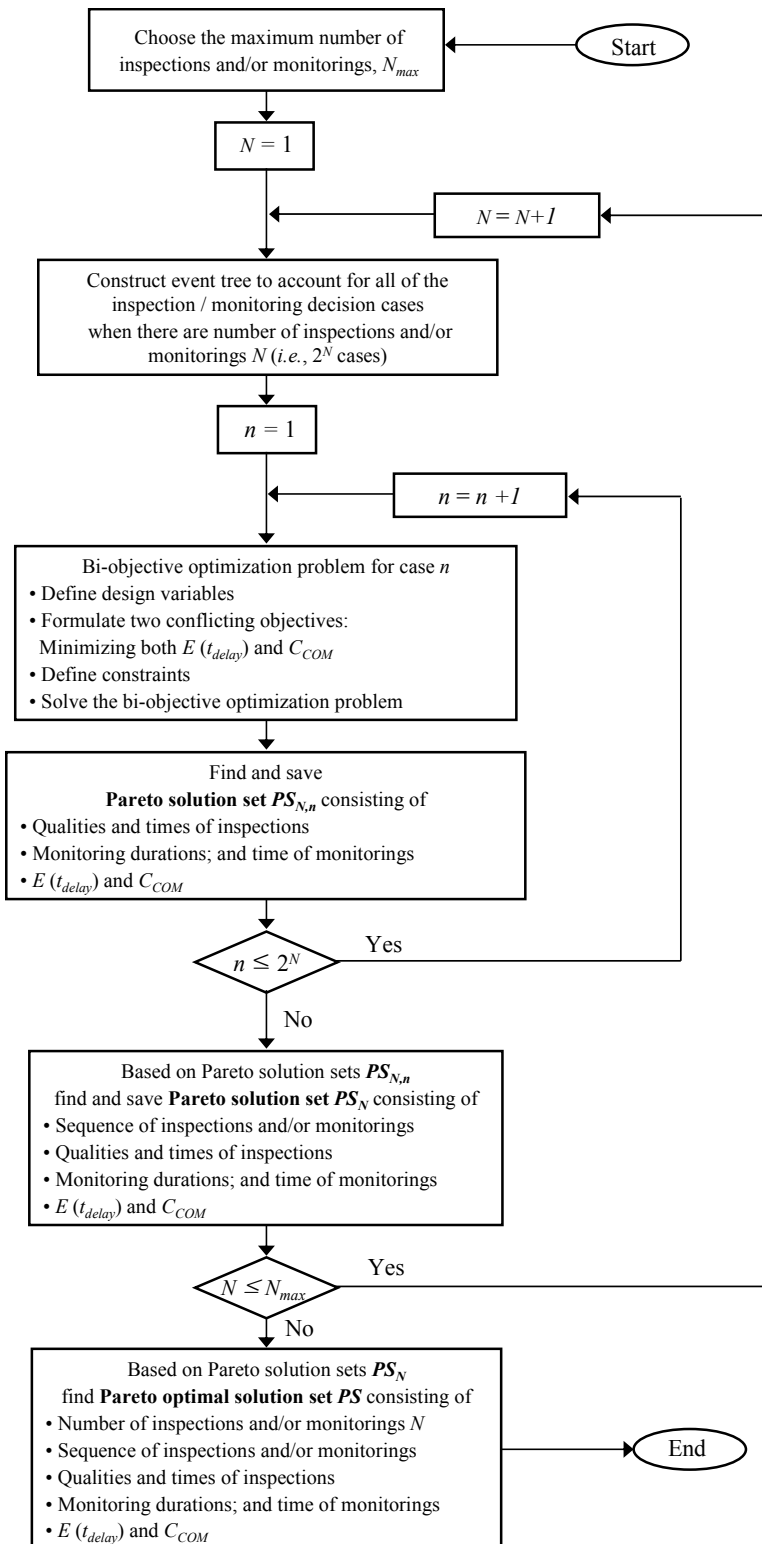 Start
Choose the maximum number of
inspections and/or monitorings, N_max
N = 1
N = N+1
Construct event tree to account for all of the
inspection / monitoring decision cases
when there are number of inspections and/or
monitorings N (i.e., 2^N cases)
n = 1
n = n +1
Bi-objective optimization problem for case n
• Define design variables
• Formulate two conflicting objectives:
Minimizing both E (t_delay) and C_COM
• Define constraints
• Solve the bi-objective optimization problem
Find and save
Pareto solution set PS_N,n consisting of
• Qualities and times of inspections
• Monitoring durations; and time of monitorings
• E (t_delay) and C_COM
n ≤ 2^N
Yes
No
Based on Pareto solution sets PS_N,n
find and save Pareto solution set PS_N consisting of
• Sequence of inspections and/or monitorings
• Qualities and times of inspections
• Monitoring durations; and time of monitorings
• E (t_delay) and C_COM
N ≤ N_max
Yes
No
Based on Pareto solution sets PS_N
find Pareto optimal solution set PS consisting of
• Number of inspections and/or monitorings N
• Sequence of inspections and/or monitorings
• Qualities and times of inspections
• Monitoring durations; and time of monitorings
• E (t_delay) and C_COM
End